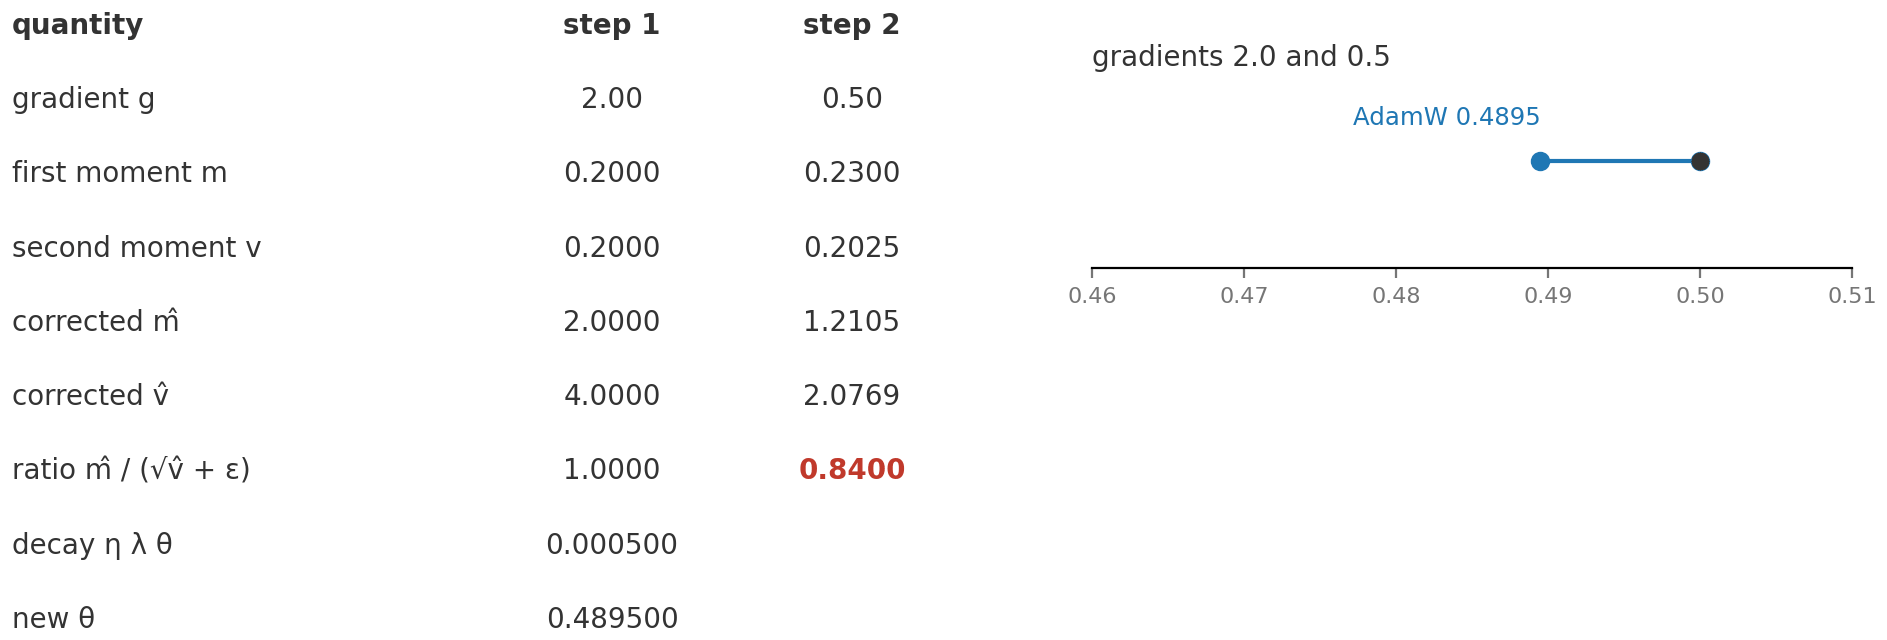 quantity step 1 step 2
gradient g 2.00 0.50
first moment m 0.2000 0.2300
second moment v 0.2000 0.2025
corrected m̂ 2.0000 1.2105
corrected v̂ 4.0000 2.0769
ratio m̂ / (√v̂ + ε) 1.0000 0.8400
decay η λ θ 0.000500
new θ 0.489500
gradients 2.0 and 0.5
AdamW 0.4895
0.46 0.47 0.48 0.49 0.50 0.51